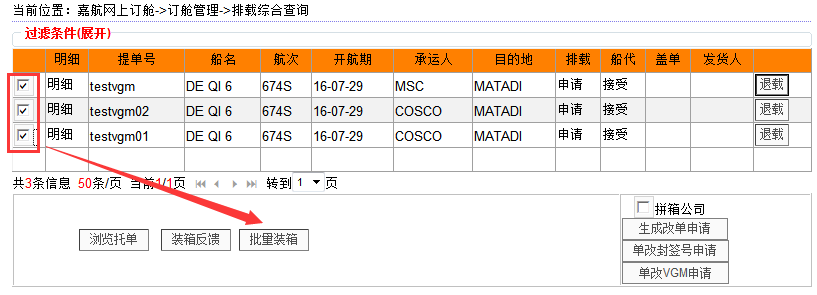 当前位置：嘉航网上订舱->订舱管理->排载综合查询
过滤条件(展开)
明细 提单号 船名 航次 开航期 承运人 目的地 排载 船代 盖单 发货人
明细 testvgm DE QI 6 674S 16-07-29 MSC MATADI 申请 接受 退载
明细 testvgm02 DE QI 6 674S 16-07-29 COSCO MATADI 申请 接受 退载
明细 testvgm01 DE QI 6 674S 16-07-29 COSCO MATADI 申请 接受 退载
共3条信息 50条/页 当前1/1页 转到 1 页
拼箱公司
浏览托单 装箱反馈 批量装箱
生成改单申请
单改封签号申请
单改VGM申请